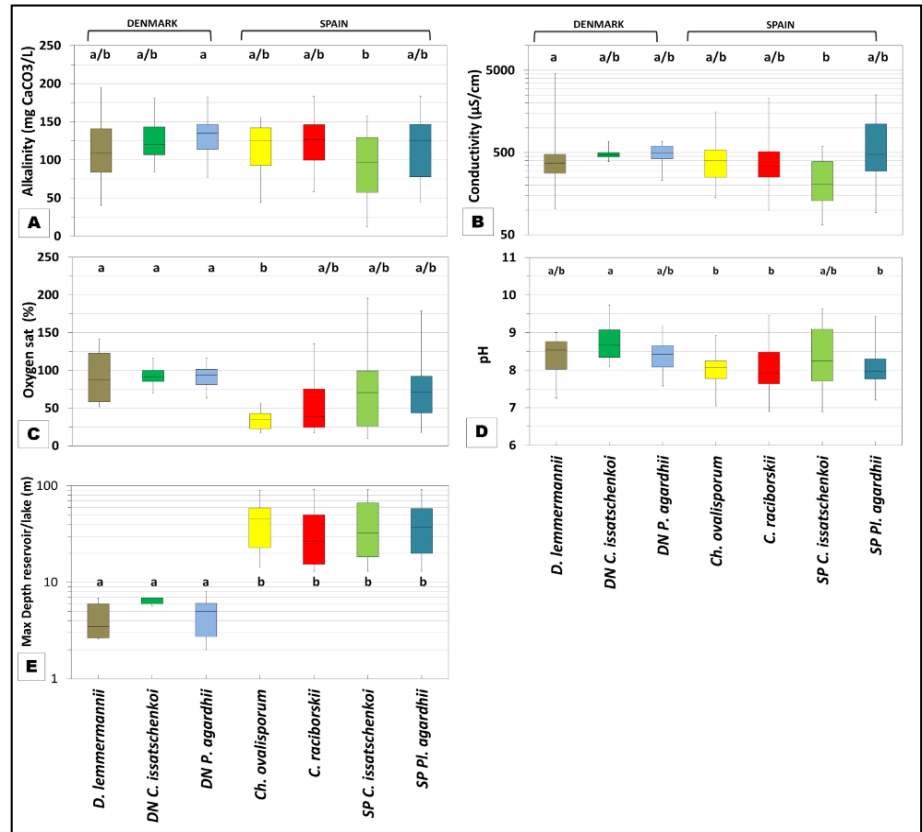 DENMARK SPAIN
a/b a/b a a/b a/b b a/b
Alkalinity (mg CaCO3/L)
250
200
150
100
50
0
A
DENMARK SPAIN
a a/b a/b a/b a/b b a/b
Conductivity (µS/cm)
5000
500
50
B
a a a b a/b a/b a/b
Oxygen sat (%)
250
200
150
100
50
0
C
a/b a a/b b b a/b b
pH
11
10
9
8
7
6
D
Max Depth reservoir/lake (m)
100
10
1
a a a b b b b
E
D. lemmermannii
DN C. issatschenkoi
DN P. agardhii
Ch. ovalisporum
C. raciborskii
SP C. issatschenkoi
SP Pl. agardhii
D. lemmermannii
DN C. issatschenkoi
DN P. agardhii
Ch. ovalisporum
C. raciborskii
SP C. issatschenkoi
SP Pl. agardhii